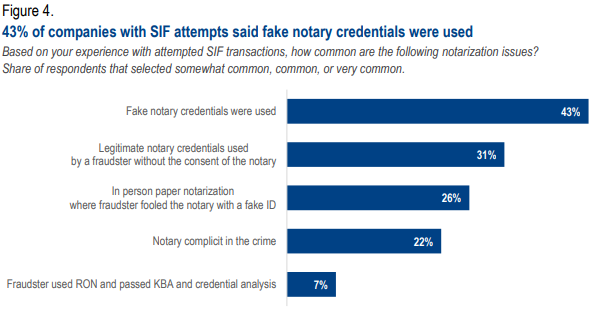 Figure 4.
43% of companies with SIF attempts said fake notary credentials were used
Based on your experience with attempted SIF transactions, how common are the following notarization issues?
Share of respondents that selected somewhat common, common, or very common.
Fake notary credentials were used
43%
Legitimate notary credentials used
by a fraudster without the consent of the notary
31%
In person paper notarization
where fraudster fooled the notary with a fake ID
26%
Notary complicit in the crime
22%
Fraudster used RON and passed KBA and credential analysis
7%